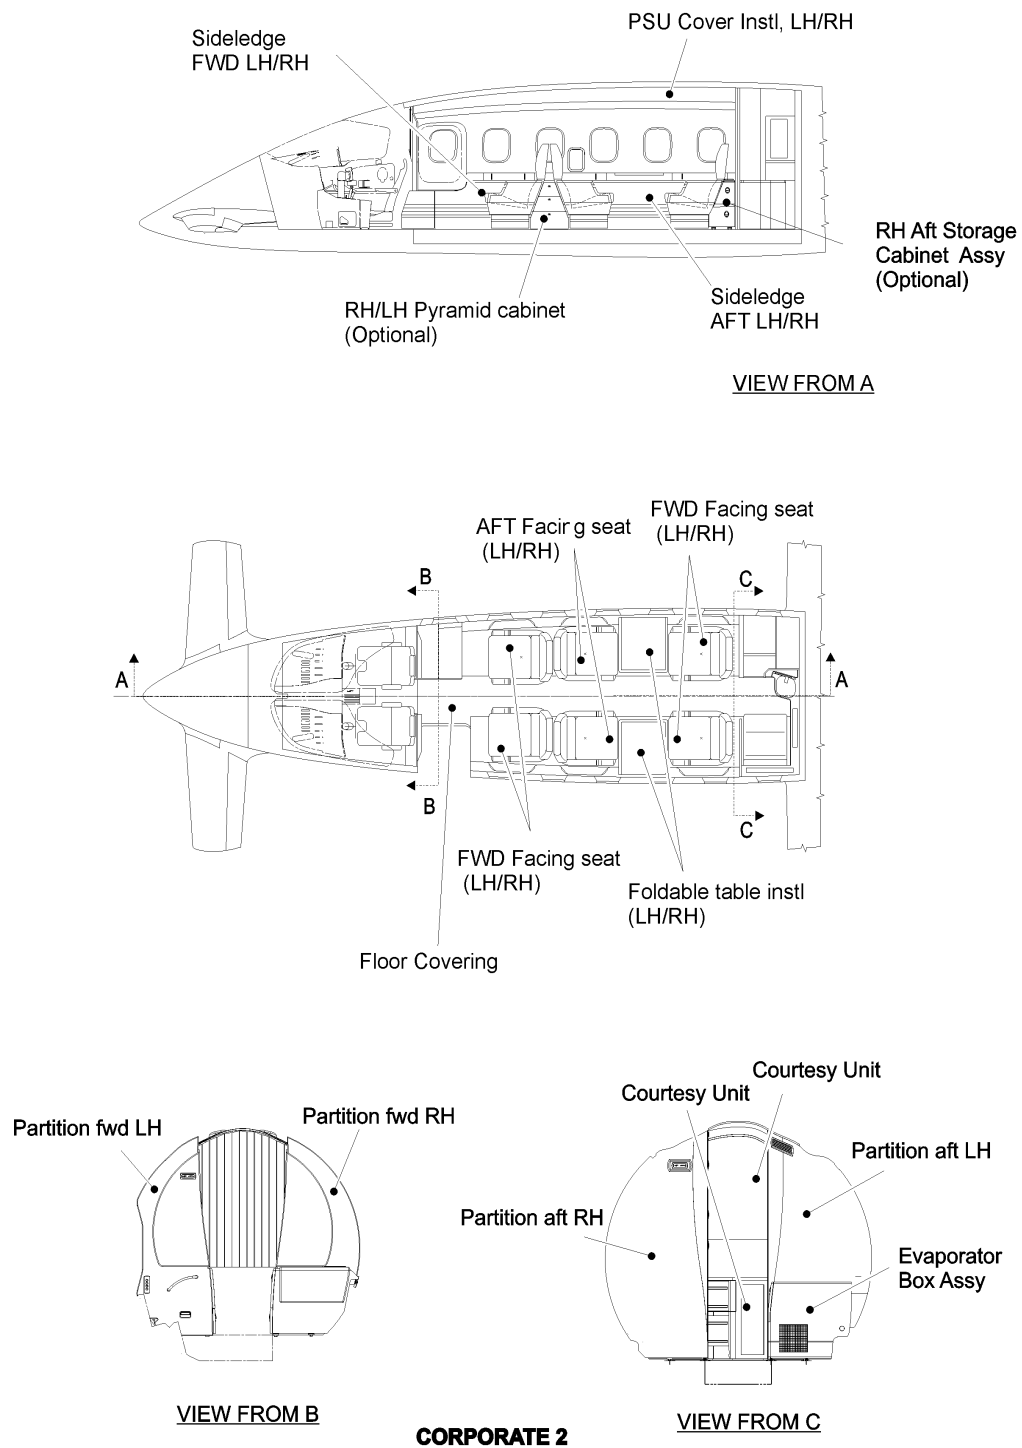 PSU Cover Instl, LH/RH
Sideledge
FWD LH/RH
RH Aft Storage
Cabinet Assy
(Optional)
RH/LH Pyramid cabinet
(Optional)
Sideledge
AFT LH/RH
VIEW FROM A
FWD Facing seat
(LH/RH)
AFT Facing seat
(LH/RH)
B
C
A
A
B
C
FWD Facing seat
(LH/RH)
Foldable table instl
(LH/RH)
Floor Covering
Courtesy Unit
Courtesy Unit
Partition fwd RH
Partition fwd LH
Partition aft LH
Partition aft RH
Evaporator
Box Assy
VIEW FROM B
VIEW FROM C
CORPORATE 2